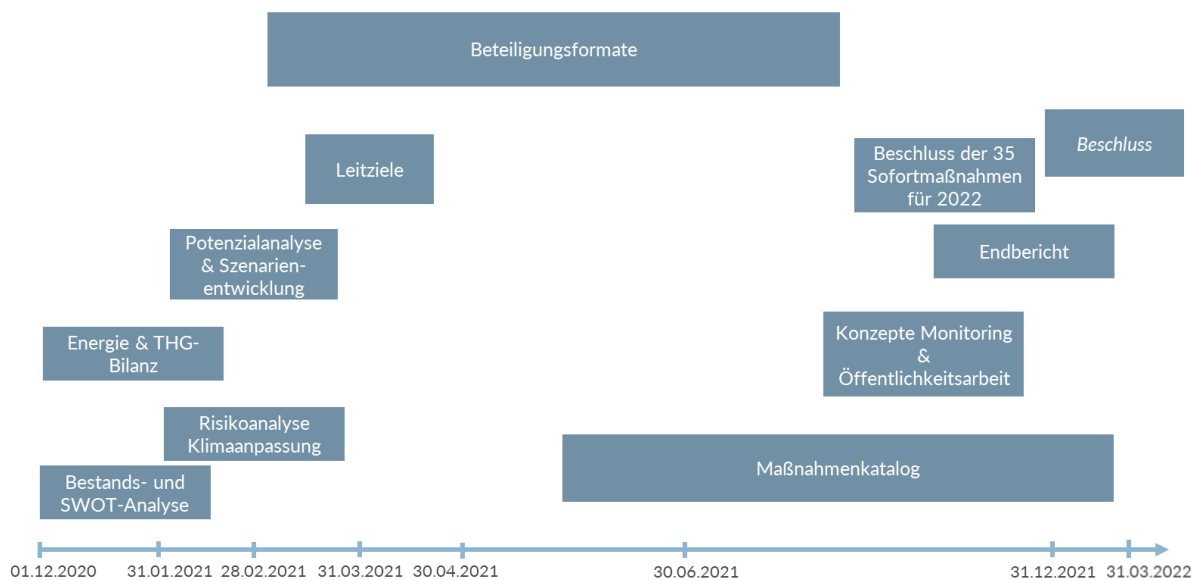 Beteiligungsformate
Beschluss
Leitziele
Beschluss der 35
Sofortmaßnahmen
für 2022
Potenzialanalyse
& Szenarien-
entwicklung
Endbericht
Energie & THG-
Bilanz
Konzepte Monitoring
&
Öffentlichkeitsarbeit
Risikoanalyse
Klimaanpassung
Maßnahmenkatalog
Bestands- und
SWOT-Analyse
01.12.2020 31.01.2021 28.02.2021 31.03.2021 30.04.2021 30.06.2021 31.12.2021 31.03.2022